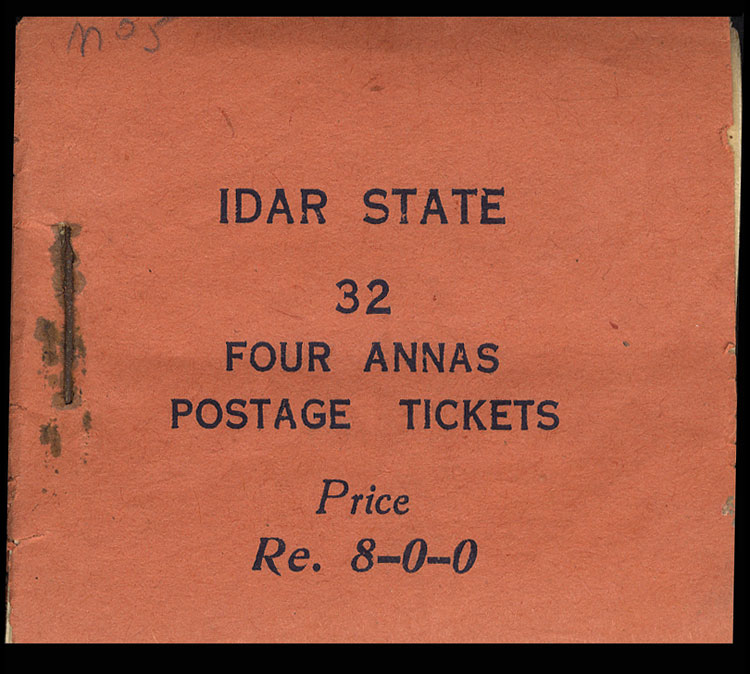 IDAR STATE
32
FOUR ANNAS
POSTAGE TICKETS
Price
Re. 8-0-0